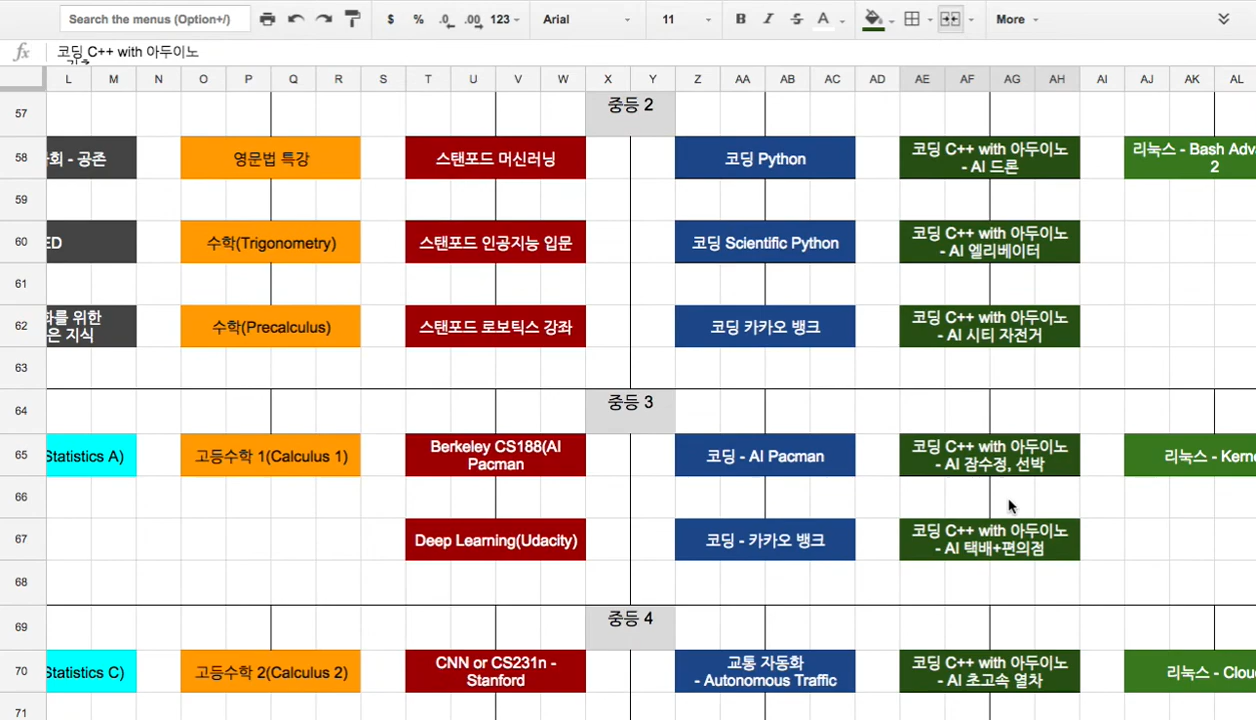 Search the menus (Option+/)
$ % .0 .00 123 Arial 11 B I S A More
fx 코딩 C++ with 아두이노
L M N O P Q R S T U V W X Y Z AA AB AC AD AE AF AG AH AI AJ AK AL
57 중등 2
58 회 - 공존 영문법 특강 스탠포드 머신러닝 코딩 Python 코딩 C++ with 아두이노 리눅스 - Bash Adv
- AI 드론 2
59
60 ED 수학(Trigonometry) 스탠포드 인공지능 입문 코딩 Scientific Python 코딩 C++ with 아두이노
- AI 엘리베이터
61
62 화를 위한 수학(Precalculus) 스탠포드 로보틱스 강좌 코딩 카카오 뱅크 코딩 C++ with 아두이노
은 지식 - AI 시티 자전거
63
64 중등 3
65 Statistics A) 고등수학 1(Calculus 1) Berkeley CS188(AI 코딩 - AI Pacman 코딩 C++ with 아두이노 리눅스 - Kerne
Pacman - AI 잠수정, 선박
66
67 Deep Learning(Udacity) 코딩 - 카카오 뱅크 코딩 C++ with 아두이노
- AI 택배+편의점
68
69 중등 4
70 Statistics C) 고등수학 2(Calculus 2) CNN or CS231n - 교통 자동화 코딩 C++ with 아두이노 리눅스 - Clou
Stanford - Autonomous Traffic - AI 초고속 열차
71